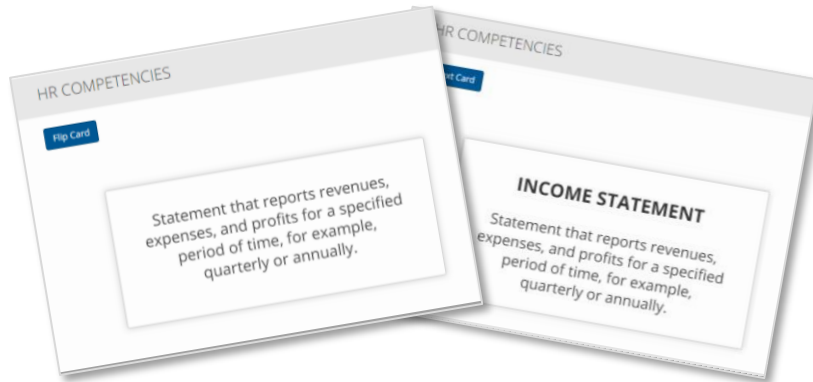 HR COMPETENCIES
Flip Card
Statement that reports revenues,
expenses, and profits for a specified
period of time, for example,
quarterly or annually.
HR COMPETENCIES
Card
INCOME STATEMENT
Statement that reports revenues,
expenses, and profits for a specified
period of time, for example,
quarterly or annually.